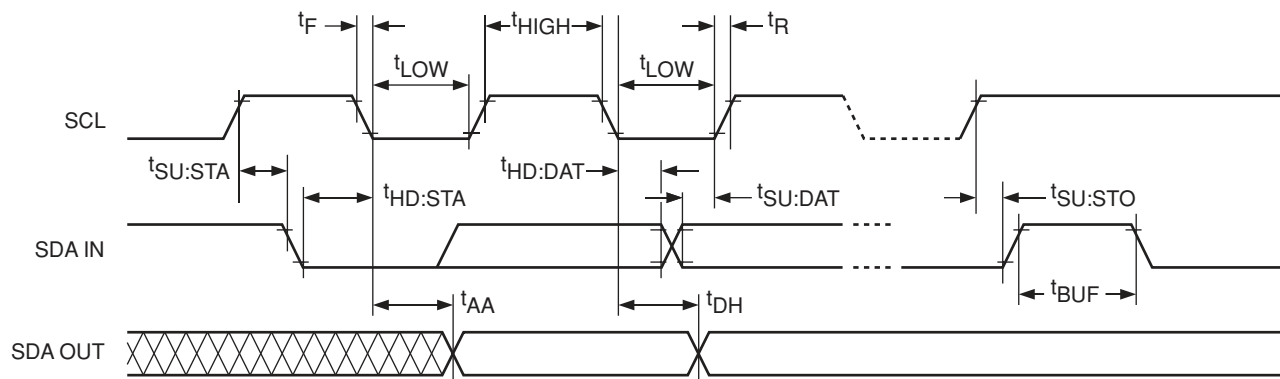 tF
tHIGH
tR
tLOW
tLOW
SCL
tSU:STA
tHD:STA
tHD:DAT
tSU:DAT
tSU:STO
SDA IN
tBUF
tAA
tDH
SDA OUT